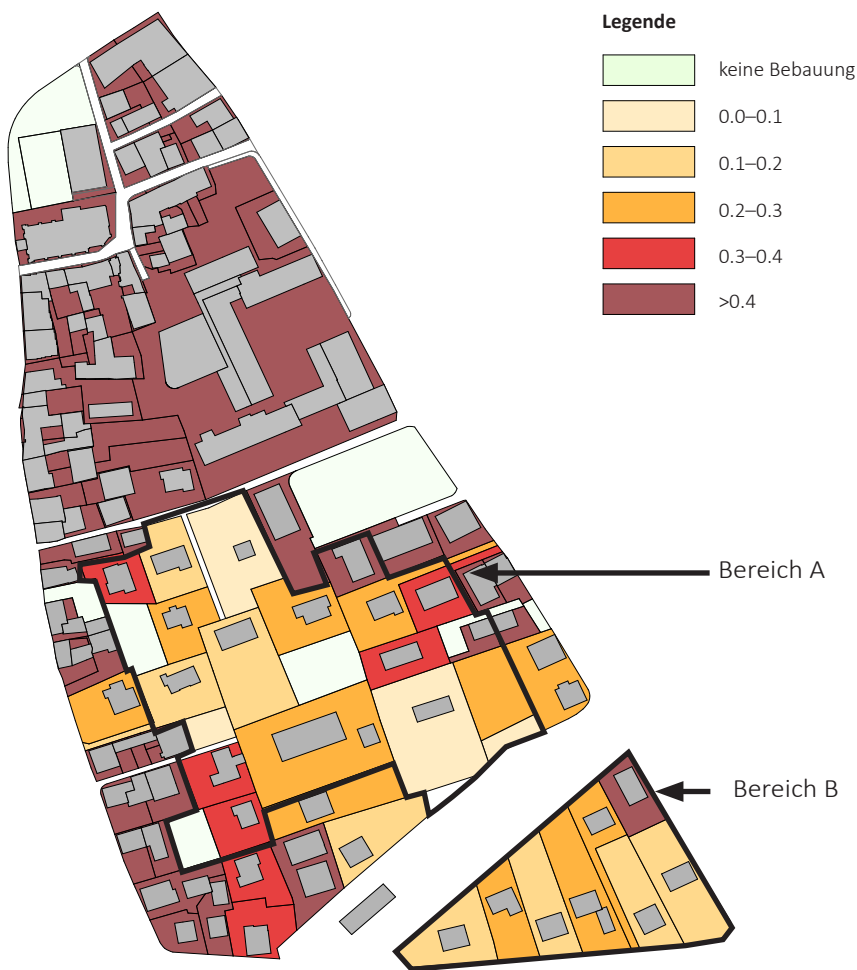 Legende
keine Bebauung
0.0–0.1
0.1–0.2
0.2–0.3
0.3–0.4
>0.4
Bereich A
Bereich B